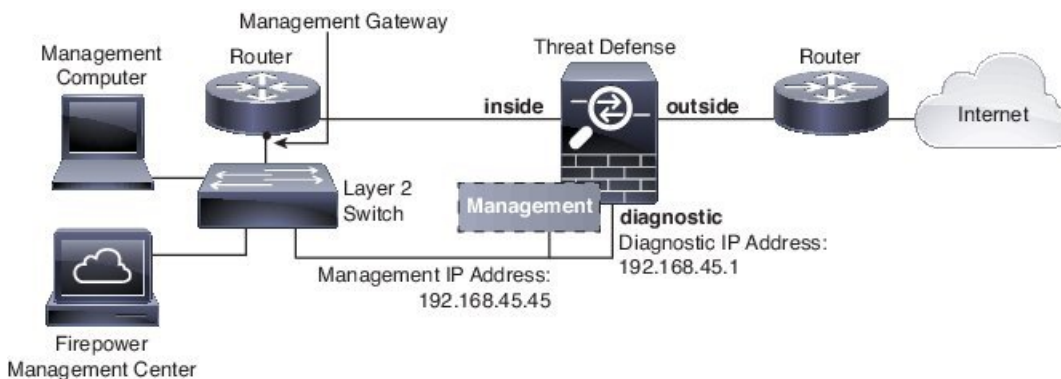 Management Gateway
Management
Computer
Router
Threat Defense
Router
inside
outside
Internet
Layer 2
Switch
Management
diagnostic
Diagnostic IP Address:
192.168.45.1
Management IP Address:
192.168.45.45
Firepower
Management Center